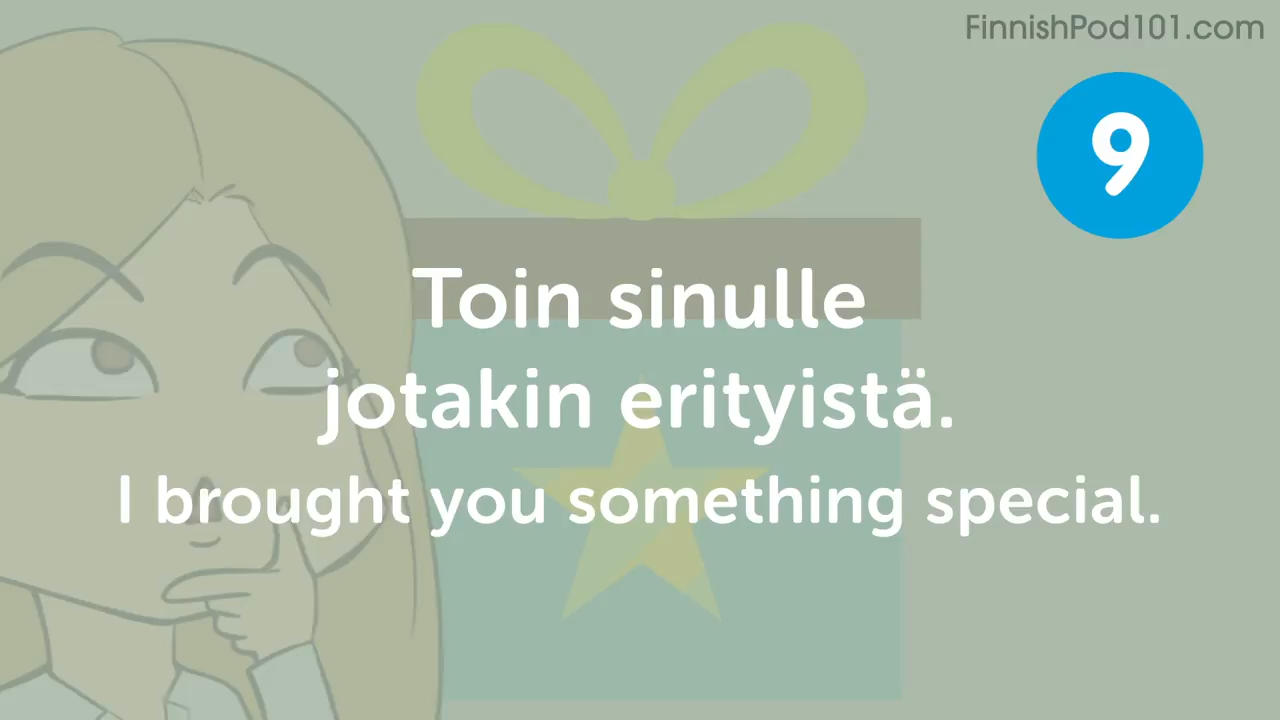 FinnishPod101.com
9
Toin sinulle
jotakin erityistä.
I brought you something special.